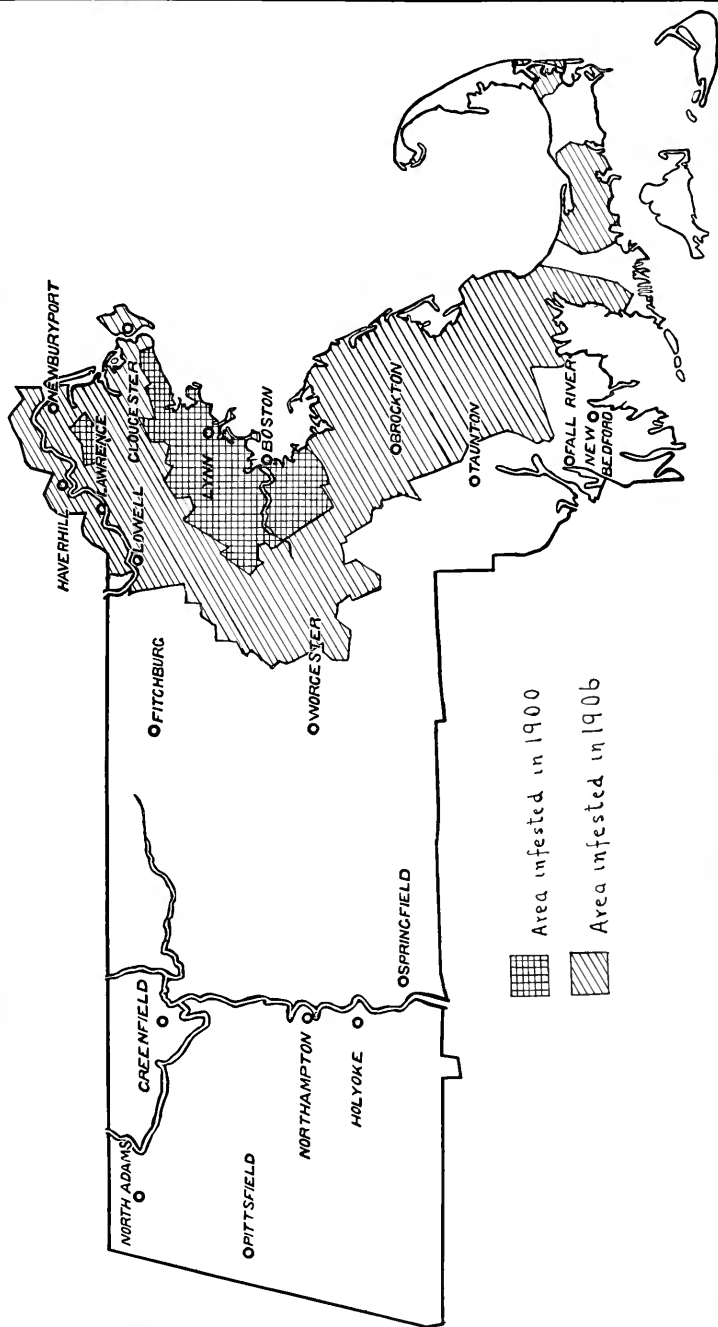 NEWBURYPORT
HAVERHILL
LAWRENCE
CLOUCESTER
LOWELL
LYNN
BOSTON
FITCHBURG
WORCESTER
BROCKTON
TAUNTON
FALL RIVER
NEW
BEDFORD
NORTH ADAMS
GREENFIELD
PITTSFIELD
NORTHAMPTON
HOLYOKE
SPRINGFIELD
Area infested in 1900
Area infested in 1906